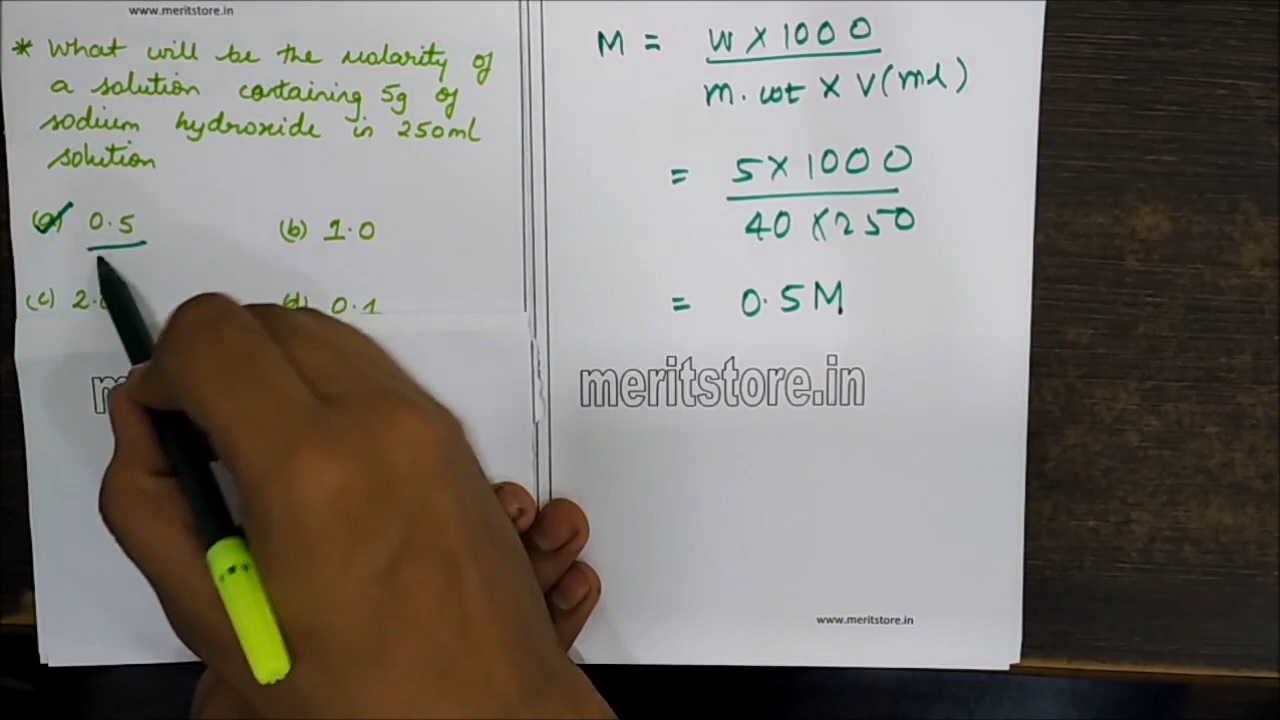 www.meritstore.in
* What will be the molarity of
a solution containing 5g of
sodium hydroxide in 250ml
solution
(a) 0.5
(b) 1.0
(c) 2.
(d) 0.1
M = W X 1000
m. wt X V(ml)
= 5 X 1000
40 X 250
= 0.5M
meritstore.in
www.meritstore.in